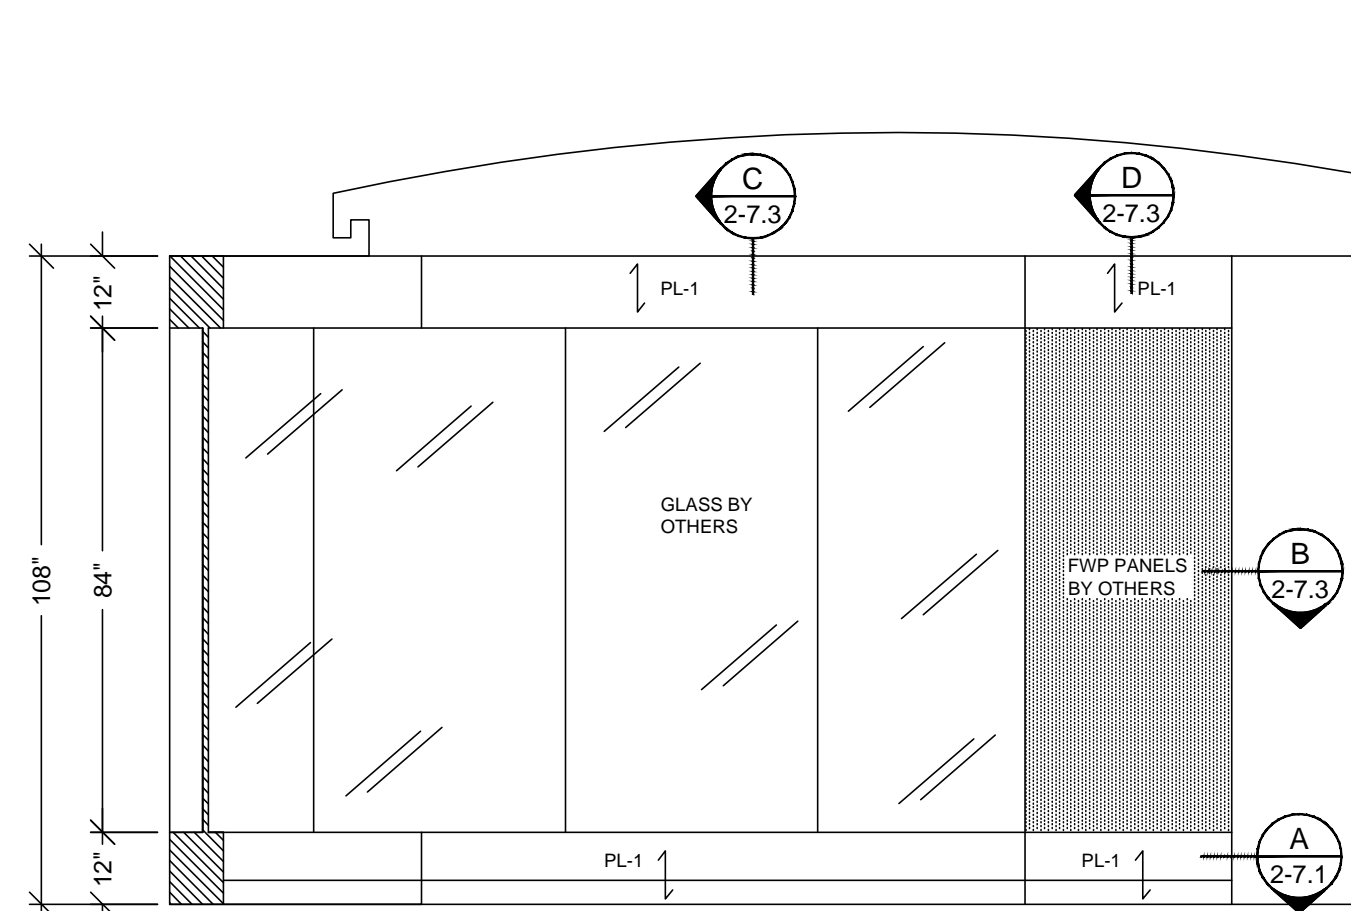 C
2-7.3
D
2-7.3
12"
PL-1
PL-1
GLASS BY
OTHERS
108"
84"
FWP PANELS
BY OTHERS
B
2-7.3
12"
PL-1
PL-1
A
2-7.1